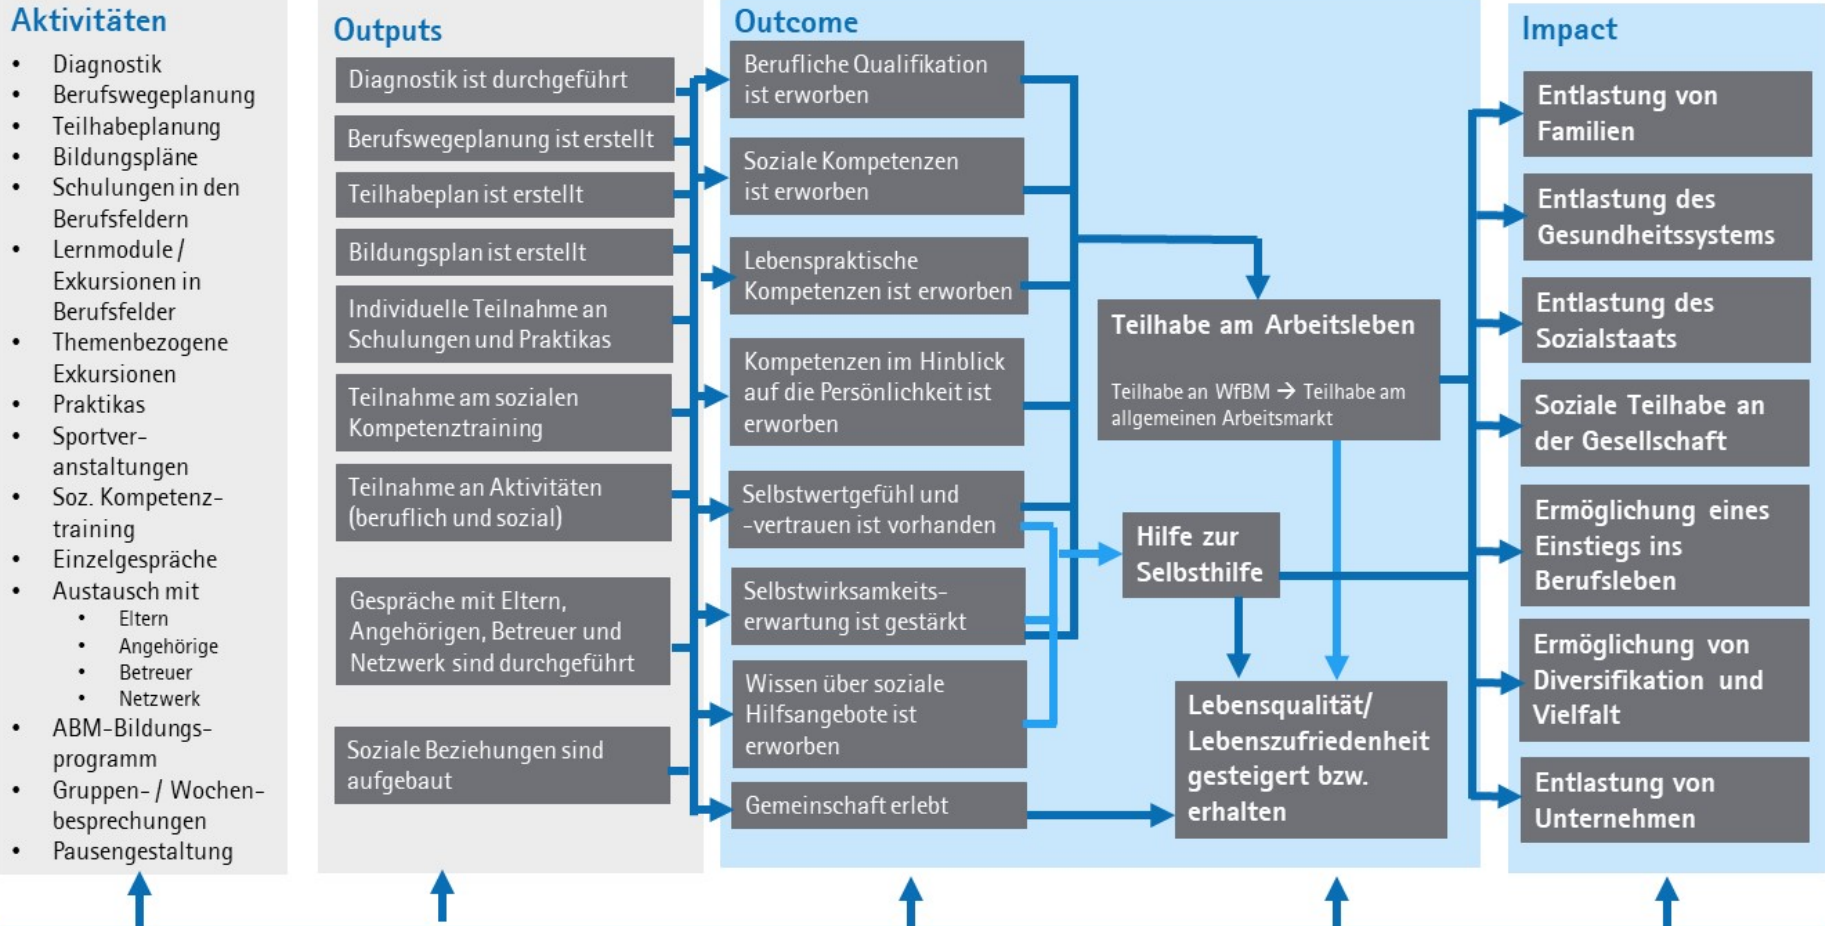 Aktivitäten
• Diagnostik
• Berufswegeplanung
• Teilhabeplanung
• Bildungspläne
• Schulungen in den
Berufsfeldern
• Lernmodule /
Exkursionen in
Berufsfelder
• Themenbezogene
Exkursionen
• Praktikas
• Sportver-
anstaltungen
• Soz. Kompetenz-
training
• Einzelgespräche
• Austausch mit
• Eltern
• Angehörige
• Betreuer
• Netzwerk
• ABM-Bildungs-
programm
• Gruppen- / Wochen-
besprechungen
• Pausengestaltung
Outputs
Diagnostik ist durchgeführt
Berufswegeplanung ist erstellt
Teilhabeplan ist erstellt
Bildungsplan ist erstellt
Individuelle Teilnahme an
Schulungen und Praktikas
Teilnahme am sozialen
Kompetenztraining
Teilnahme an Aktivitäten
(beruflich und sozial)
Gespräche mit Eltern,
Angehörigen, Betreuer und
Netzwerk sind durchgeführt
Soziale Beziehungen sind
aufgebaut
Outcome
Berufliche Qualifikation
ist erworben
Soziale Kompetenzen
ist erworben
Lebenspraktische
Kompetenzen ist erworben
Kompetenzen im Hinblick
auf die Persönlichkeit ist
erworben
Selbstwertgefühl und
-vertrauen ist vorhanden
Selbstwirksamkeits-
erwartung ist gestärkt
Wissen über soziale
Hilfsangebote ist
erworben
Gemeinschaft erlebt
Teilhabe am Arbeitsleben
Teilhabe an WfBM → Teilhabe am
allgemeinen Arbeitsmarkt
Hilfe zur
Selbsthilfe
Lebensqualität/
Lebenszufriedenheit
gesteigert bzw.
erhalten
Impact
Entlastung von
Familien
Entlastung des
Gesundheitssystems
Entlastung des
Sozialstaats
Soziale Teilhabe an
der Gesellschaft
Ermöglichung eines
Einstiegs ins
Berufsleben
Ermöglichung von
Diversifikation und
Vielfalt
Entlastung von
Unternehmen